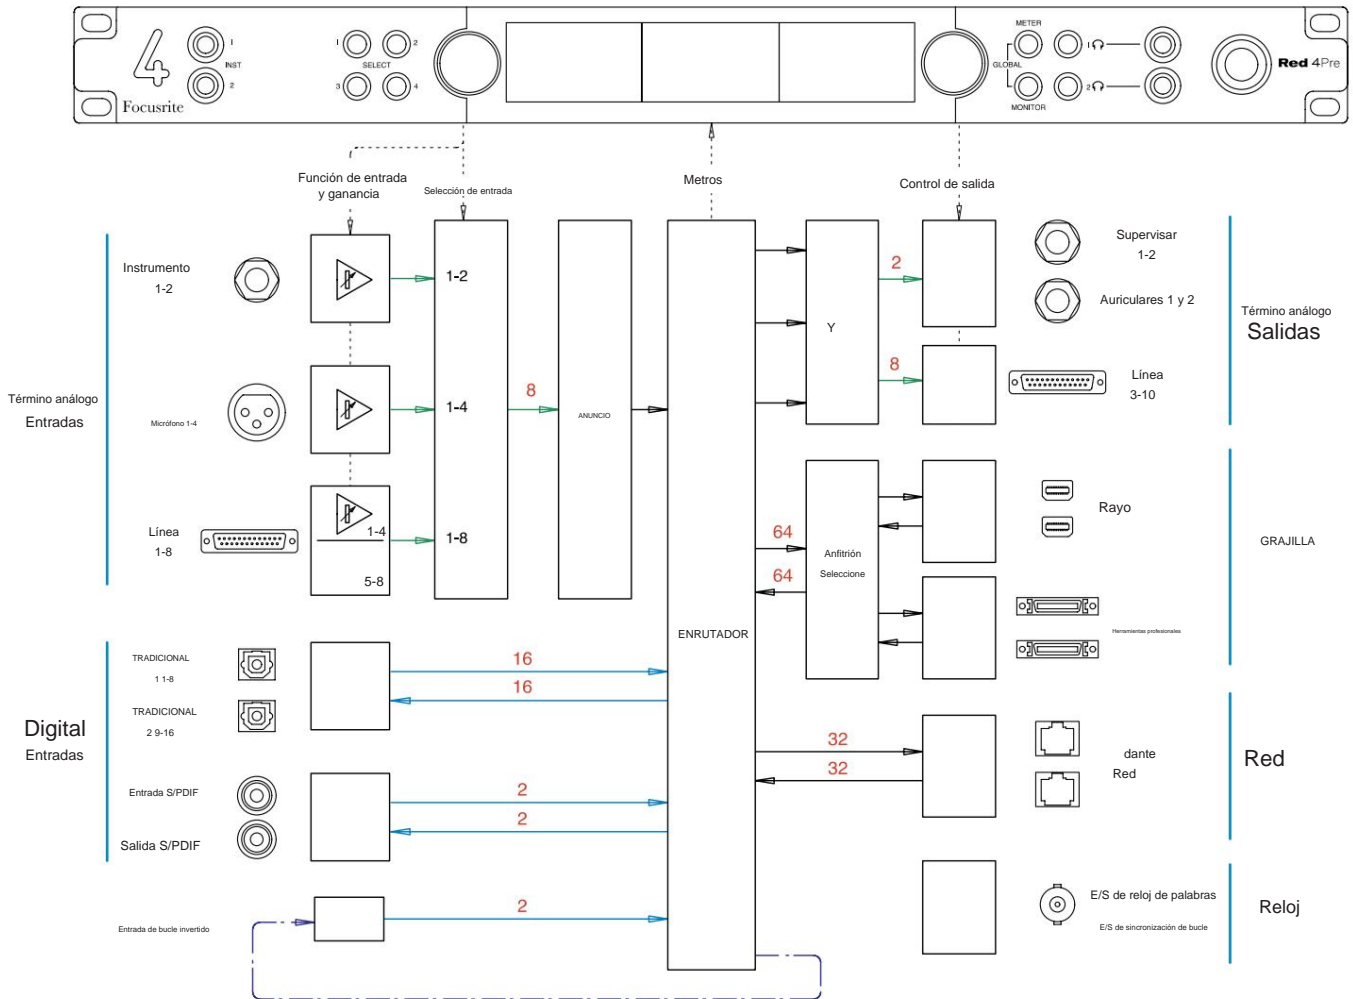 4
Focusrite
1
INST
2
1
2
SELECT
3
4
METER
1
GLOBAL
2
MONITOR
Red 4Pre
Función de entrada
y ganancia
Selección de entrada
Metros
Control de salida
Instrumento
1-2
1-2
2
Supervisar
1-2
Auriculares 1 y 2
Término análogo
Salidas
Y
8
Línea
3-10
Término análogo
Entradas
Micrófono 1-4
1-4
8
ANUNCIO
Línea
1-8
1-4
5-8
1-8
64
64
Anfitrión
Seleccione
Rayo
GRAJILLA
Herramientas profesionales
ENRUTADOR
TRADICIONAL
1 1-8
TRADICIONAL
2 9-16
16
16
Digital
Entradas
Entrada S/PDIF
Salida S/PDIF
2
2
32
32
dante
Red
Red
Entrada de bucle invertido
2
E/S de reloj de palabras
E/S de sincronización de bucle
Reloj